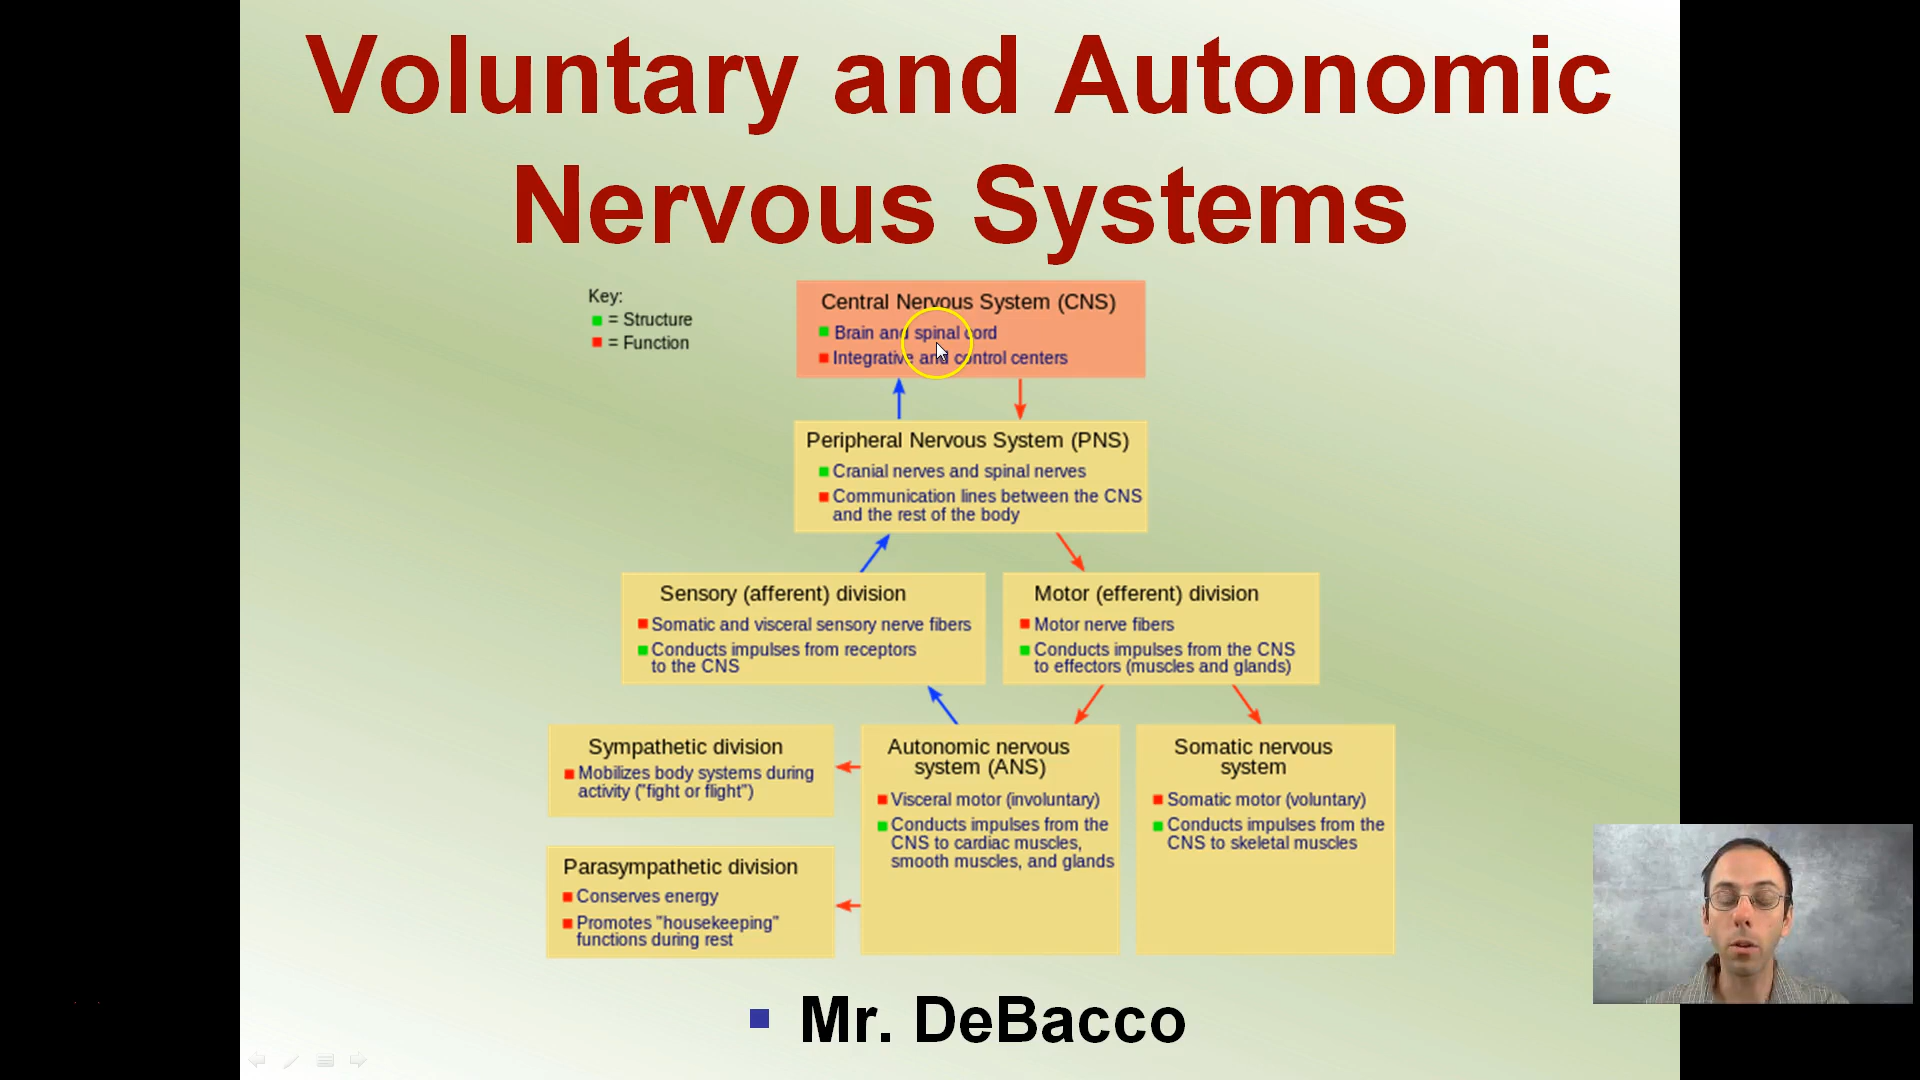 Voluntary and Autonomic
Nervous Systems
Key:
= Structure
= Function
Central Nervous System (CNS)
Brain and spinal cord
Integrative and control centers
Peripheral Nervous System (PNS)
Cranial nerves and spinal nerves
Communication lines between the CNS
and the rest of the body
Sensory (afferent) division
Somatic and visceral sensory nerve fibers
Conducts impulses from receptors
to the CNS
Motor (efferent) division
Motor nerve fibers
Conducts impulses from the CNS
to effectors (muscles and glands)
Sympathetic division
Mobilizes body systems during
activity ("fight or flight")
Parasympathetic division
Conserves energy
Promotes "housekeeping"
functions during rest
Autonomic nervous
system (ANS)
Visceral motor (involuntary)
Conducts impulses from the
CNS to cardiac muscles,
smooth muscles, and glands
Somatic nervous
system
Somatic motor (voluntary)
Conducts impulses from the
CNS to skeletal muscles
Mr. DeBacco